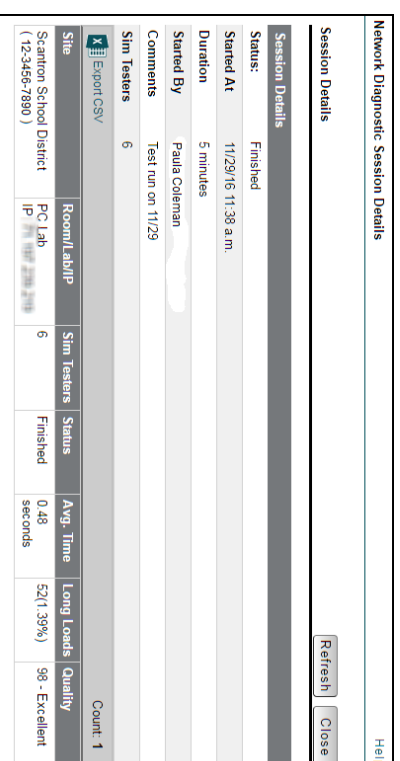 Network Diagnostic Session Details
Hel
Session Details
Refresh Close
Session Details
Status: Finished
Started At 11/29/16 11:38 a.m.
Duration 5 minutes
Started By Paula Coleman
Comments Test run on 11/29
Sim Testers 6
Export CSV Count: 1
Site Room/Lab/IP Sim Testers Status Avg. Time Long Loads Quality
Scantron School District PC Lab 6 Finished 0.48 52(1.39%) 98 - Excellent
( 12-3456-7890 ) IP seconds